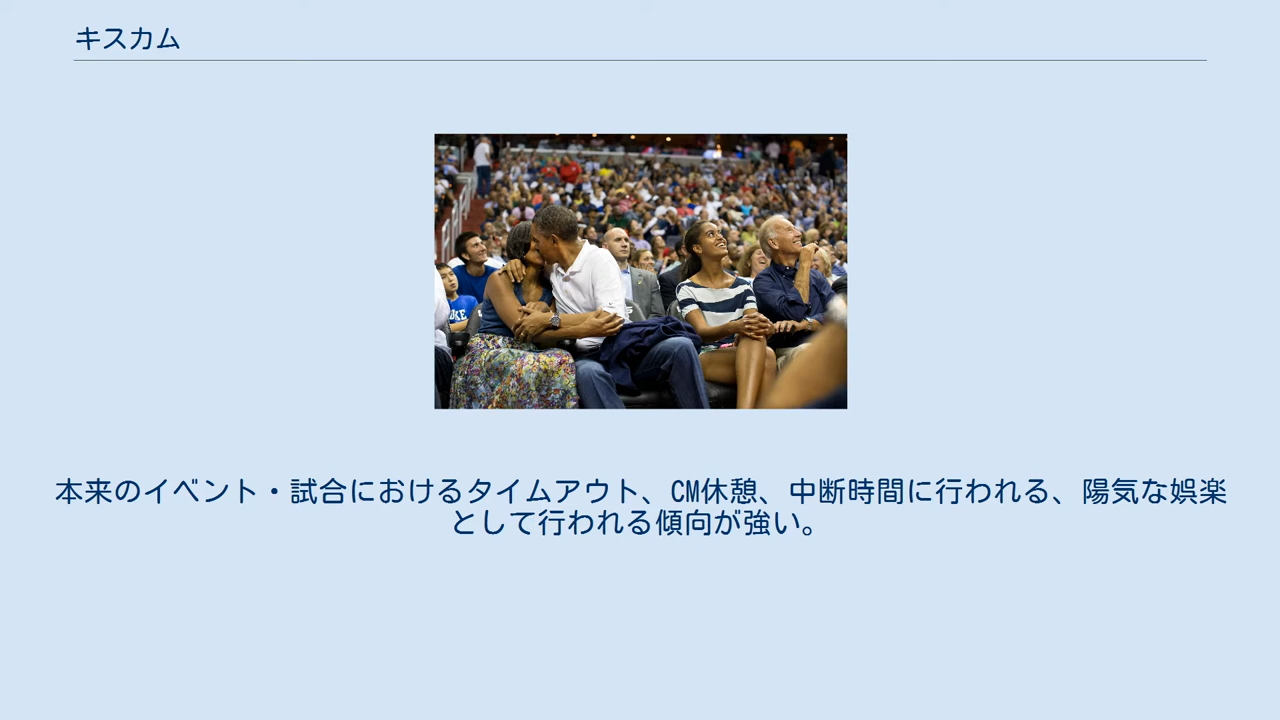 キスカム
UKE
本来のイベント・試合におけるタイムアウト、CM休憩、中断時間に行われる、陽気な娯楽
として行われる傾向が強い。